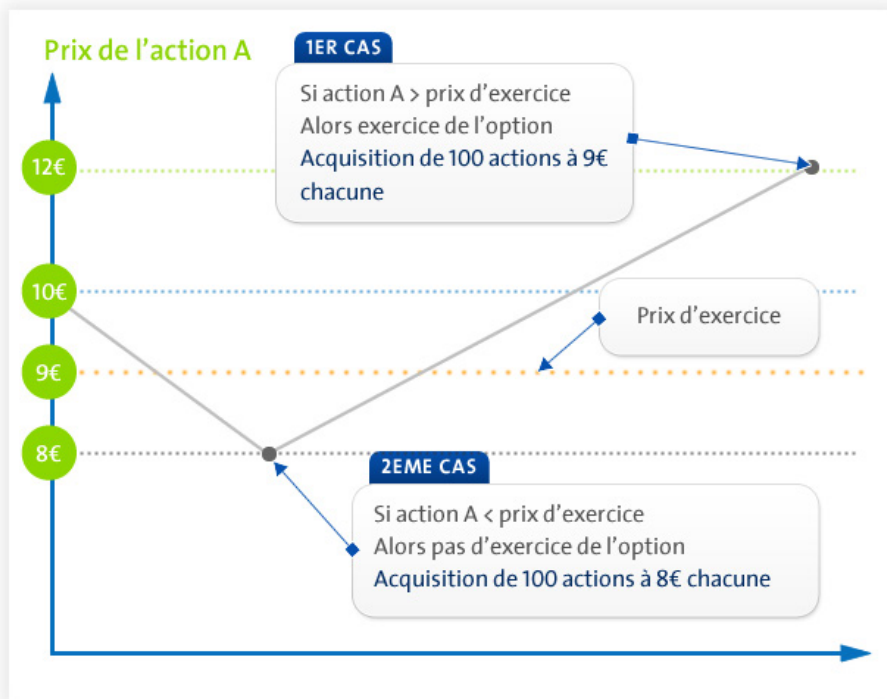 Prix de l’action A
1ER CAS
Si action A > prix d’exercice
Alors exercice de l’option
Acquisition de 100 actions à 9€
chacune
12€
10€
Prix d’exercice
9€
8€
2EME CAS
Si action A < prix d’exercice
Alors pas d’exercice de l’option
Acquisition de 100 actions à 8€ chacune